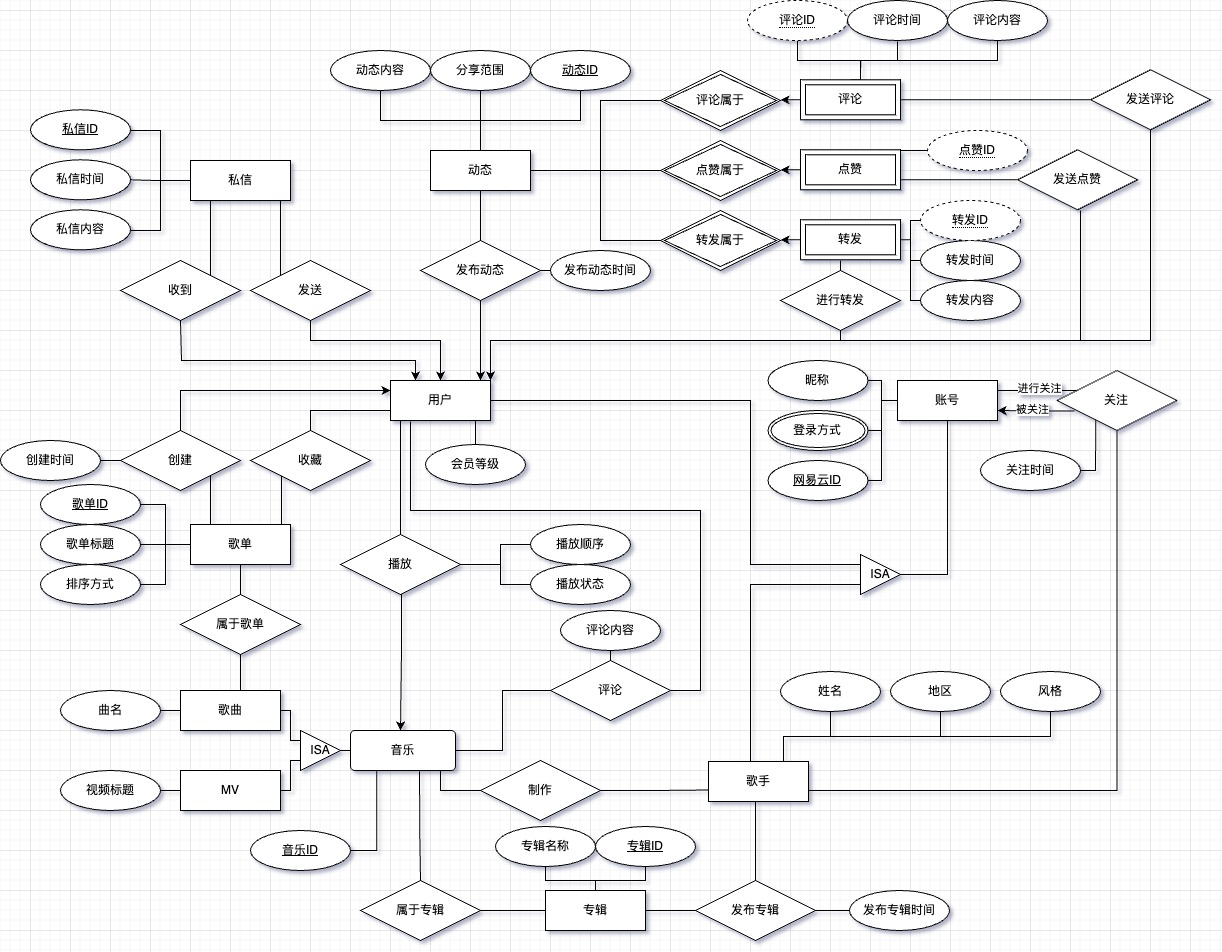 评论ID
评论时间
评论内容
动态内容
分享范围
动态ID
评论属于
评论
发送评论
私信ID
私信时间
私信内容
私信
动态
点赞属于
点赞
点赞ID
发送点赞
转发属于
转发
转发ID
转发时间
转发内容
收到
发送
发布动态
发布动态时间
进行转发
用户
昵称
登录方式
网易云ID
账号
进行关注
被关注
关注
关注时间
创建时间
创建
收藏
会员等级
歌单ID
歌单标题
排序方式
歌单
播放
播放顺序
播放状态
ISA
属于歌单
评论内容
评论
曲名
歌曲
姓名
地区
风格
ISA
音乐
视频标题
MV
制作
歌手
音乐ID
专辑名称
专辑ID
属于专辑
专辑
发布专辑
发布专辑时间